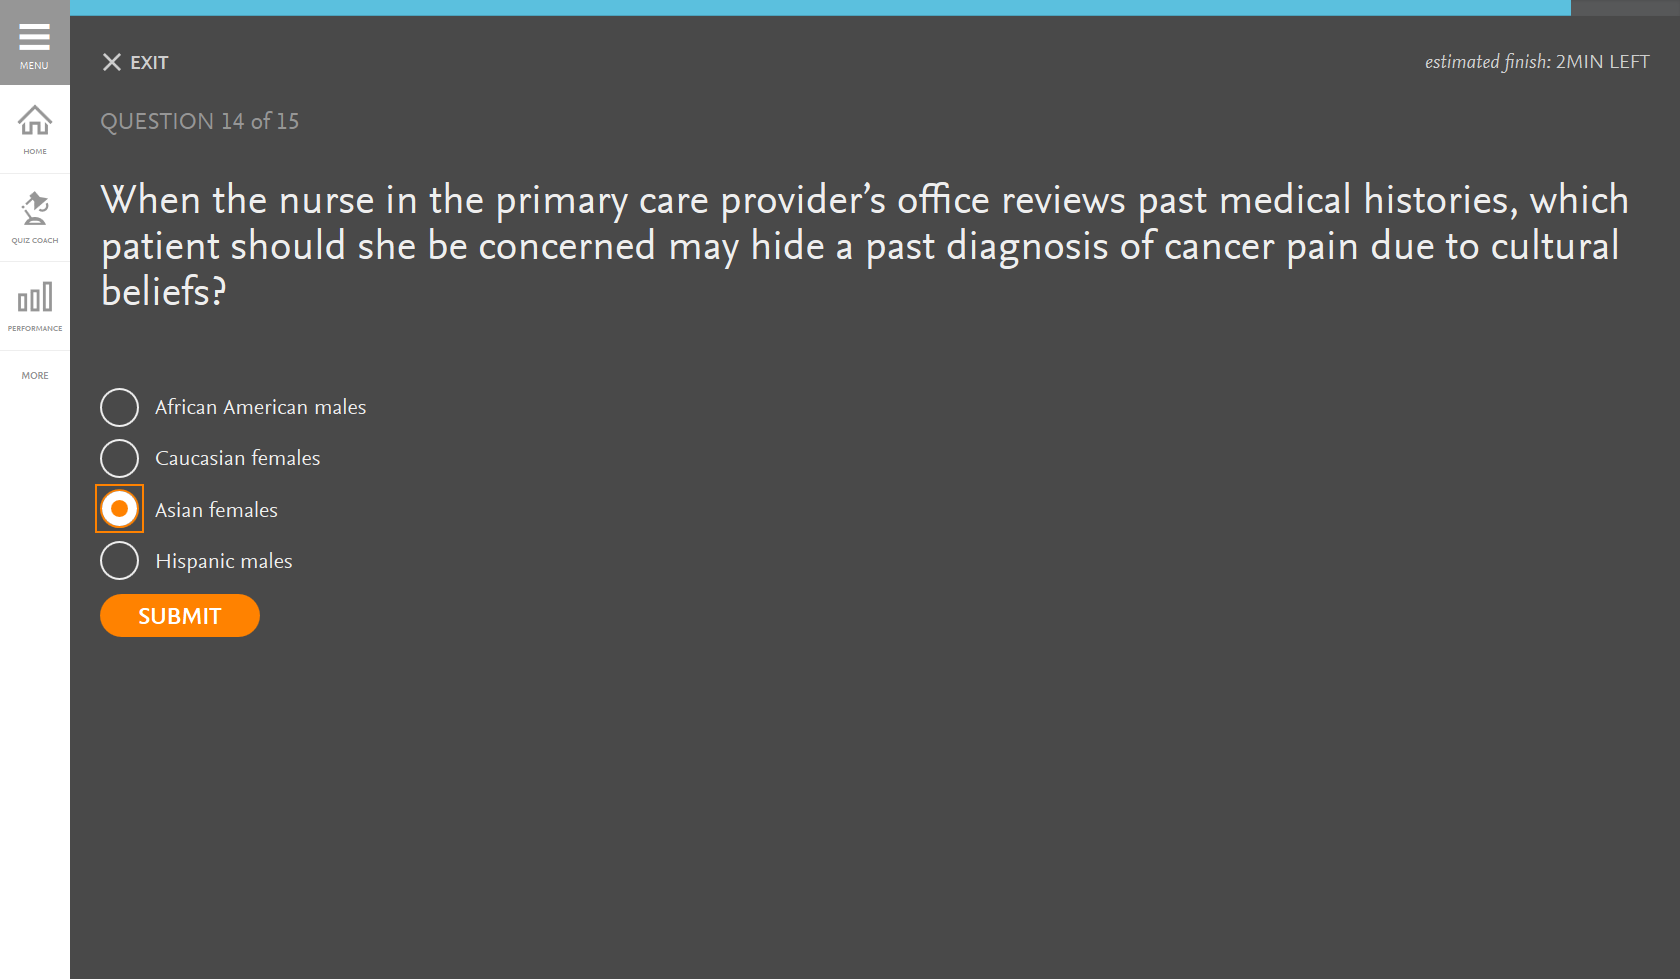 MENU
HOME
QUIZ COACH
PERFORMANCE
MORE
EXIT
estimated finish: 2MIN LEFT
QUESTION 14 of 15
When the nurse in the primary care provider’s office reviews past medical histories, which
patient should she be concerned may hide a past diagnosis of cancer pain due to cultural
beliefs?
African American males
Caucasian females
Asian females
Hispanic males
SUBMIT